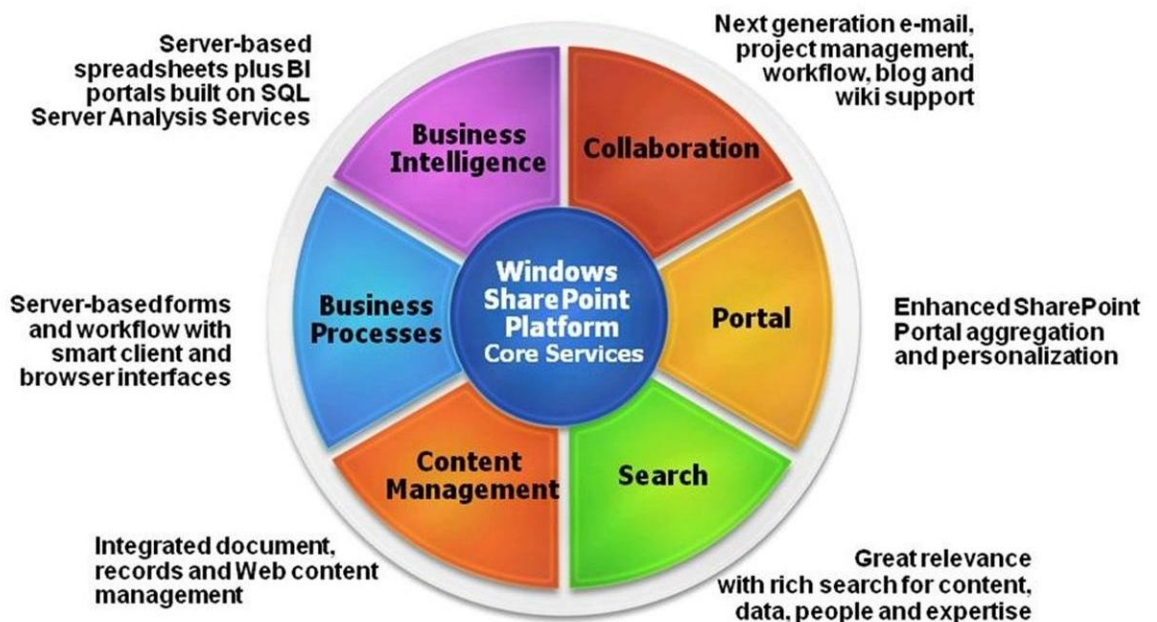 Server-based
spreadsheets plus BI
portals built on SQL
Server Analysis Services
Next generation e-mail,
project management,
workflow, blog and
wiki support
Business
Intelligence
Collaboration
Server-based forms
and workflow with
smart client and
browser interfaces
Business
Processes
Windows
SharePoint
Platform
Core Services
Portal
Enhanced SharePoint
Portal aggregation
and personalization
Content
Management
Search
Integrated document,
records and Web content
management
Great relevance
with rich search for content,
data, people and expertise